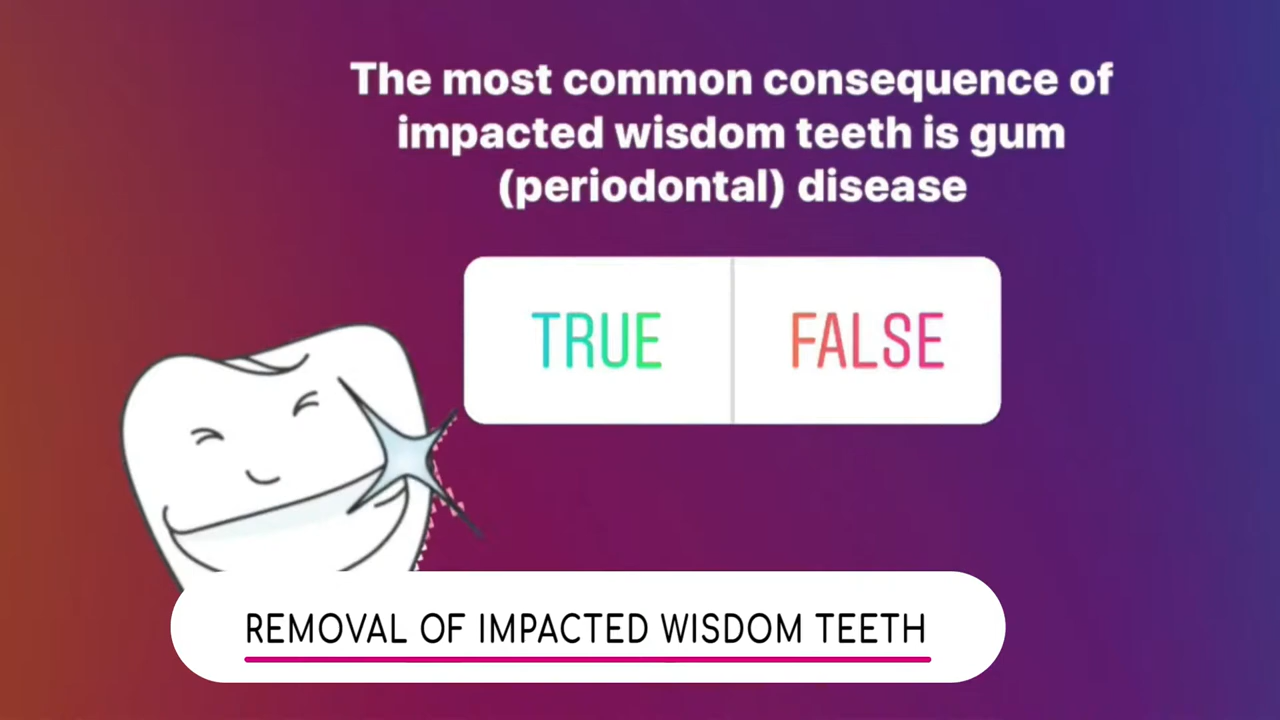 The most common consequence of
impacted wisdom teeth is gum
(periodontal) disease
TRUE
FALSE
REMOVAL OF IMPACTED WISDOM TEETH